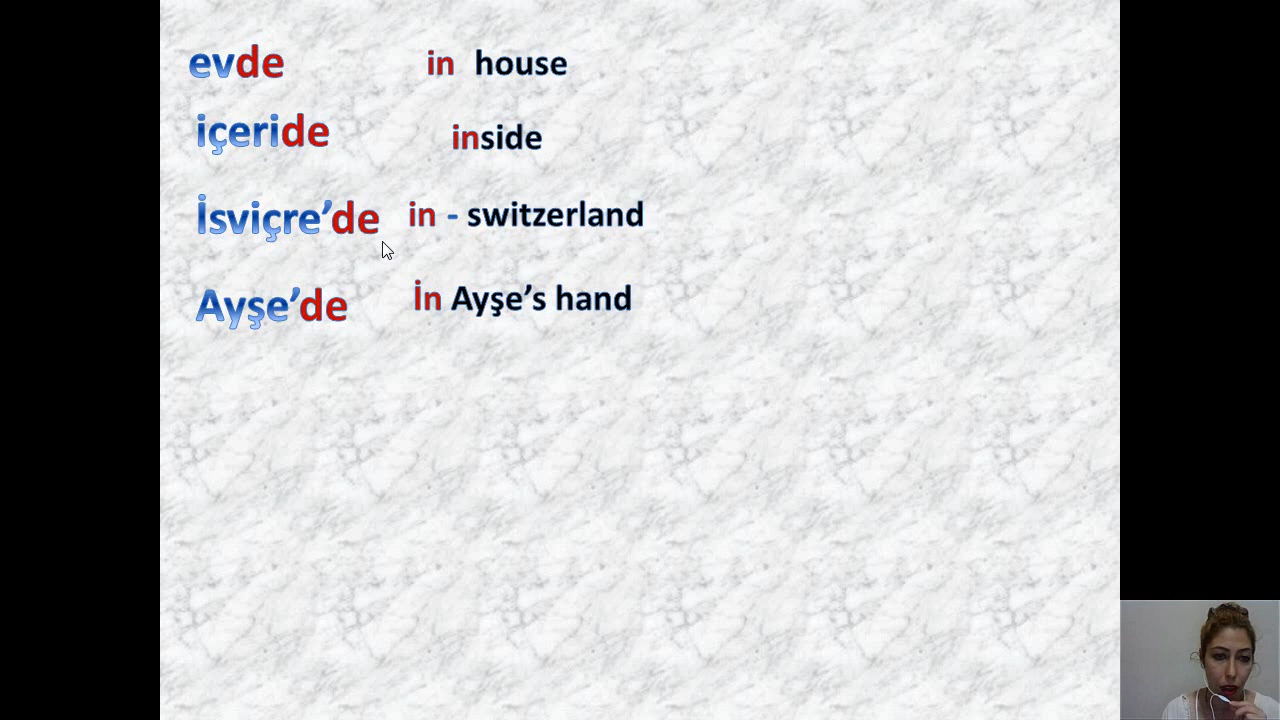 evde in house
içeride inside
İsviçre’de in - switzerland
Ayşe’de İn Ayşe’s hand